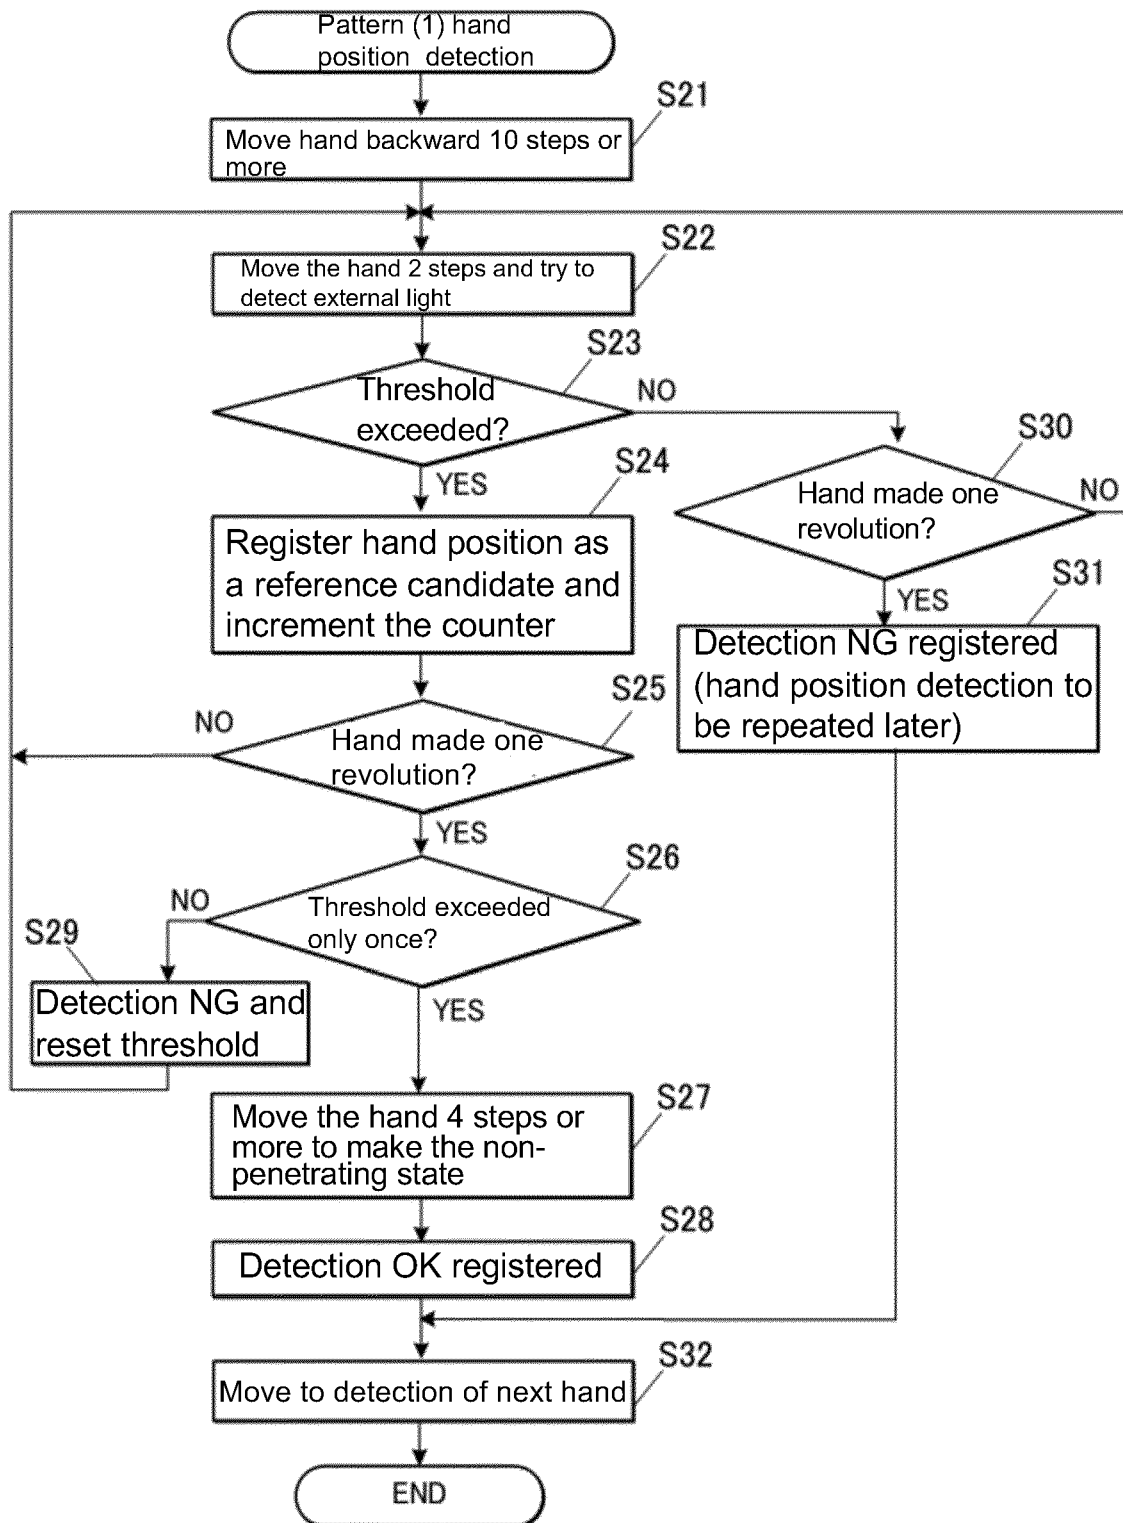 Pattern (1) hand
position detection
S21
Move hand backward 10 steps or
more
S22
Move the hand 2 steps and try to
detect external light
S23
Threshold
exceeded?
NO
YES
S30
Hand made one
revolution?
NO
YES
S24
Register hand position as
a reference candidate and
increment the counter
S31
Detection NG registered
(hand position detection to
be repeated later)
S25
Hand made one
revolution?
NO
YES
S26
Threshold exceeded
only once?
NO
YES
S29
Detection NG and
reset threshold
S27
Move the hand 4 steps or
more to make the non-
penetrating state
S28
Detection OK registered
S32
Move to detection of next hand
END